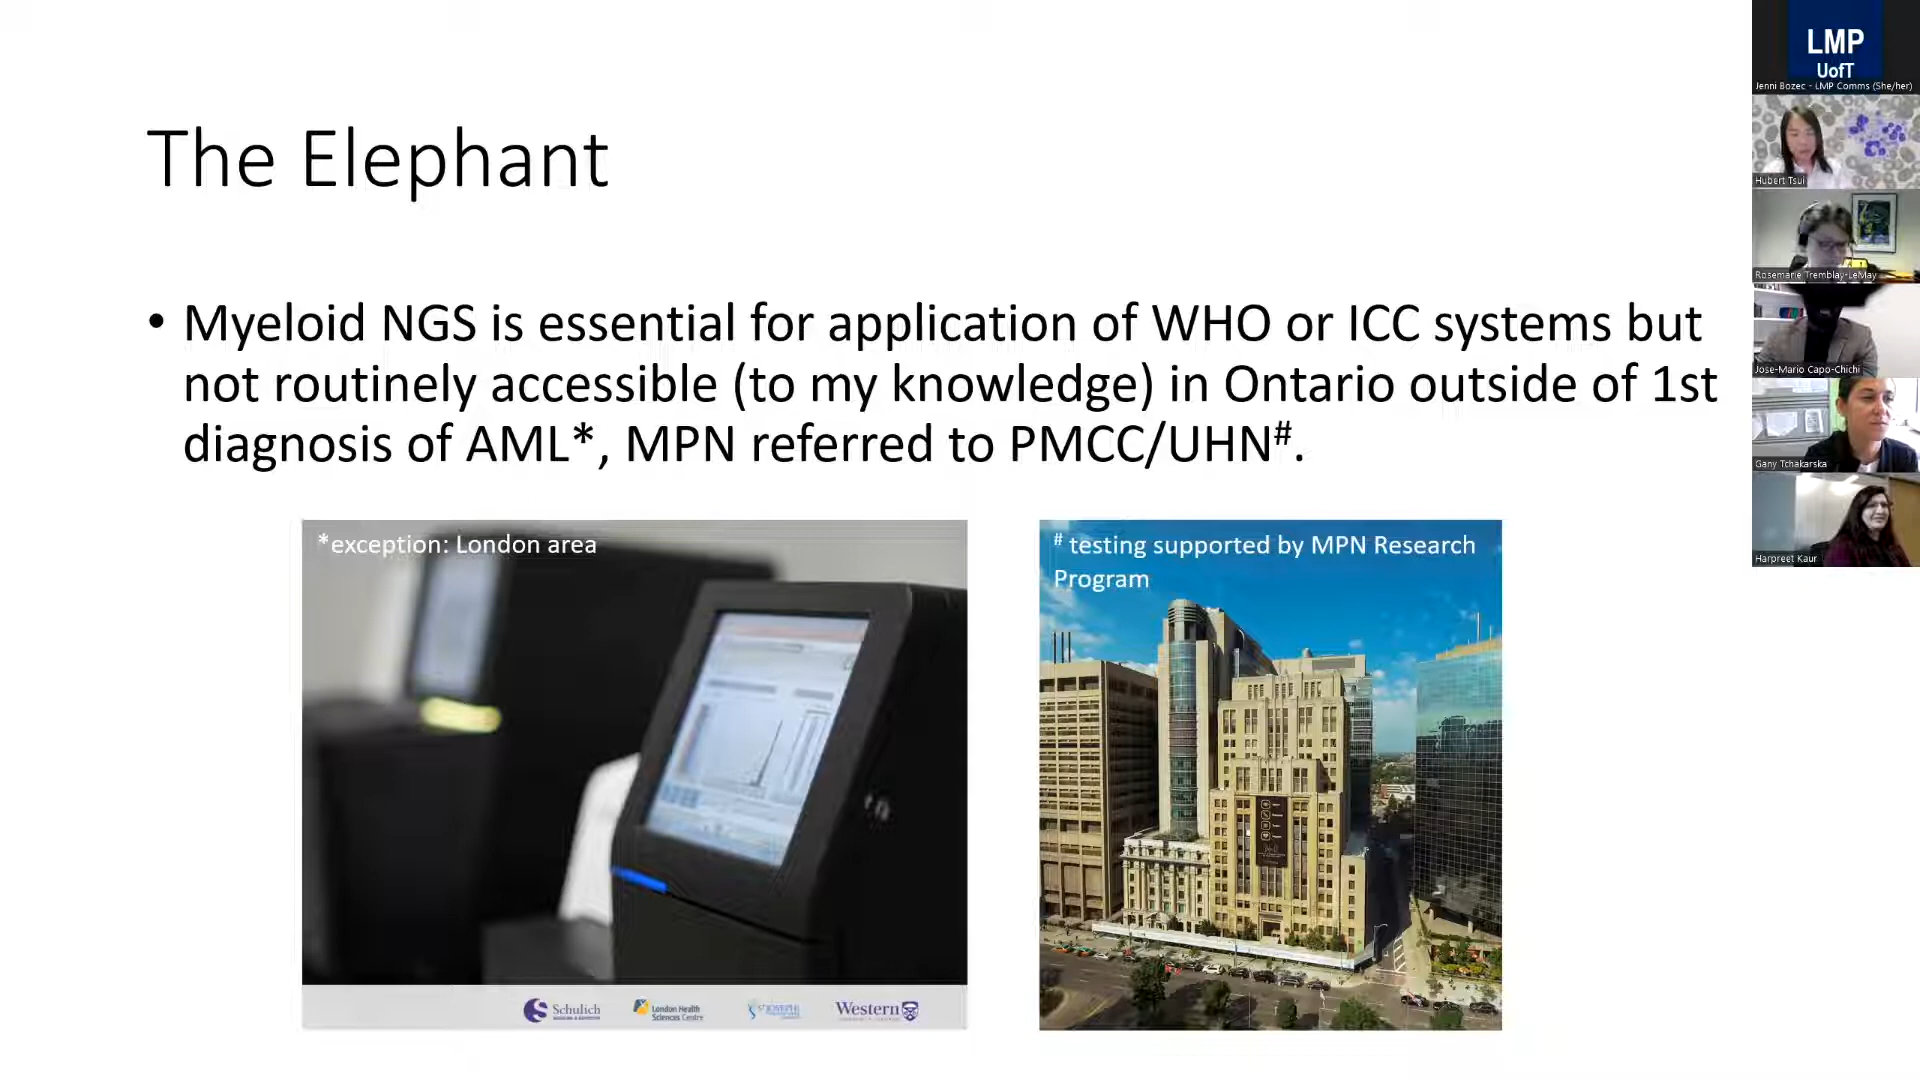 The Elephant
• Myeloid NGS is essential for application of WHO or ICC systems but
not routinely accessible (to my knowledge) in Ontario outside of 1st
diagnosis of AML*, MPN referred to PMCC/UHN#.
*exception: London area
# testing supported by MPN Research
Program
Schulich
London Health
Sciences Centre
Western
LMP
UofT
Jenni Bozec - LMP Comms (She/her)
Hubert Tsui
Rosemarie Tremblay-LeMay
Jose-Mario Capo-Chichi
Gany Tchakarska
Harpreet Kaur